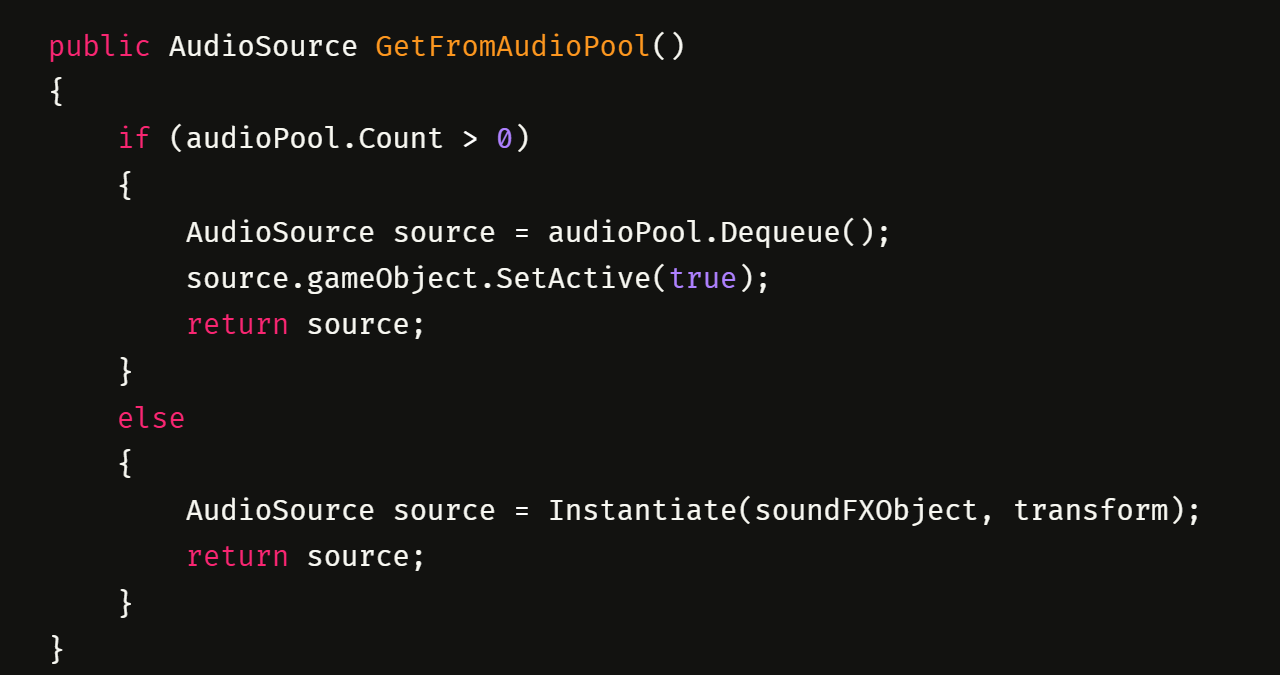 public AudioSource GetFromAudioPool()
{
    if (audioPool.Count > 0)
    {
        AudioSource source = audioPool.Dequeue();
        source.gameObject.SetActive(true);
        return source;
    }
    else
    {
        AudioSource source = Instantiate(soundFXObject, transform);
        return source;
    }
}